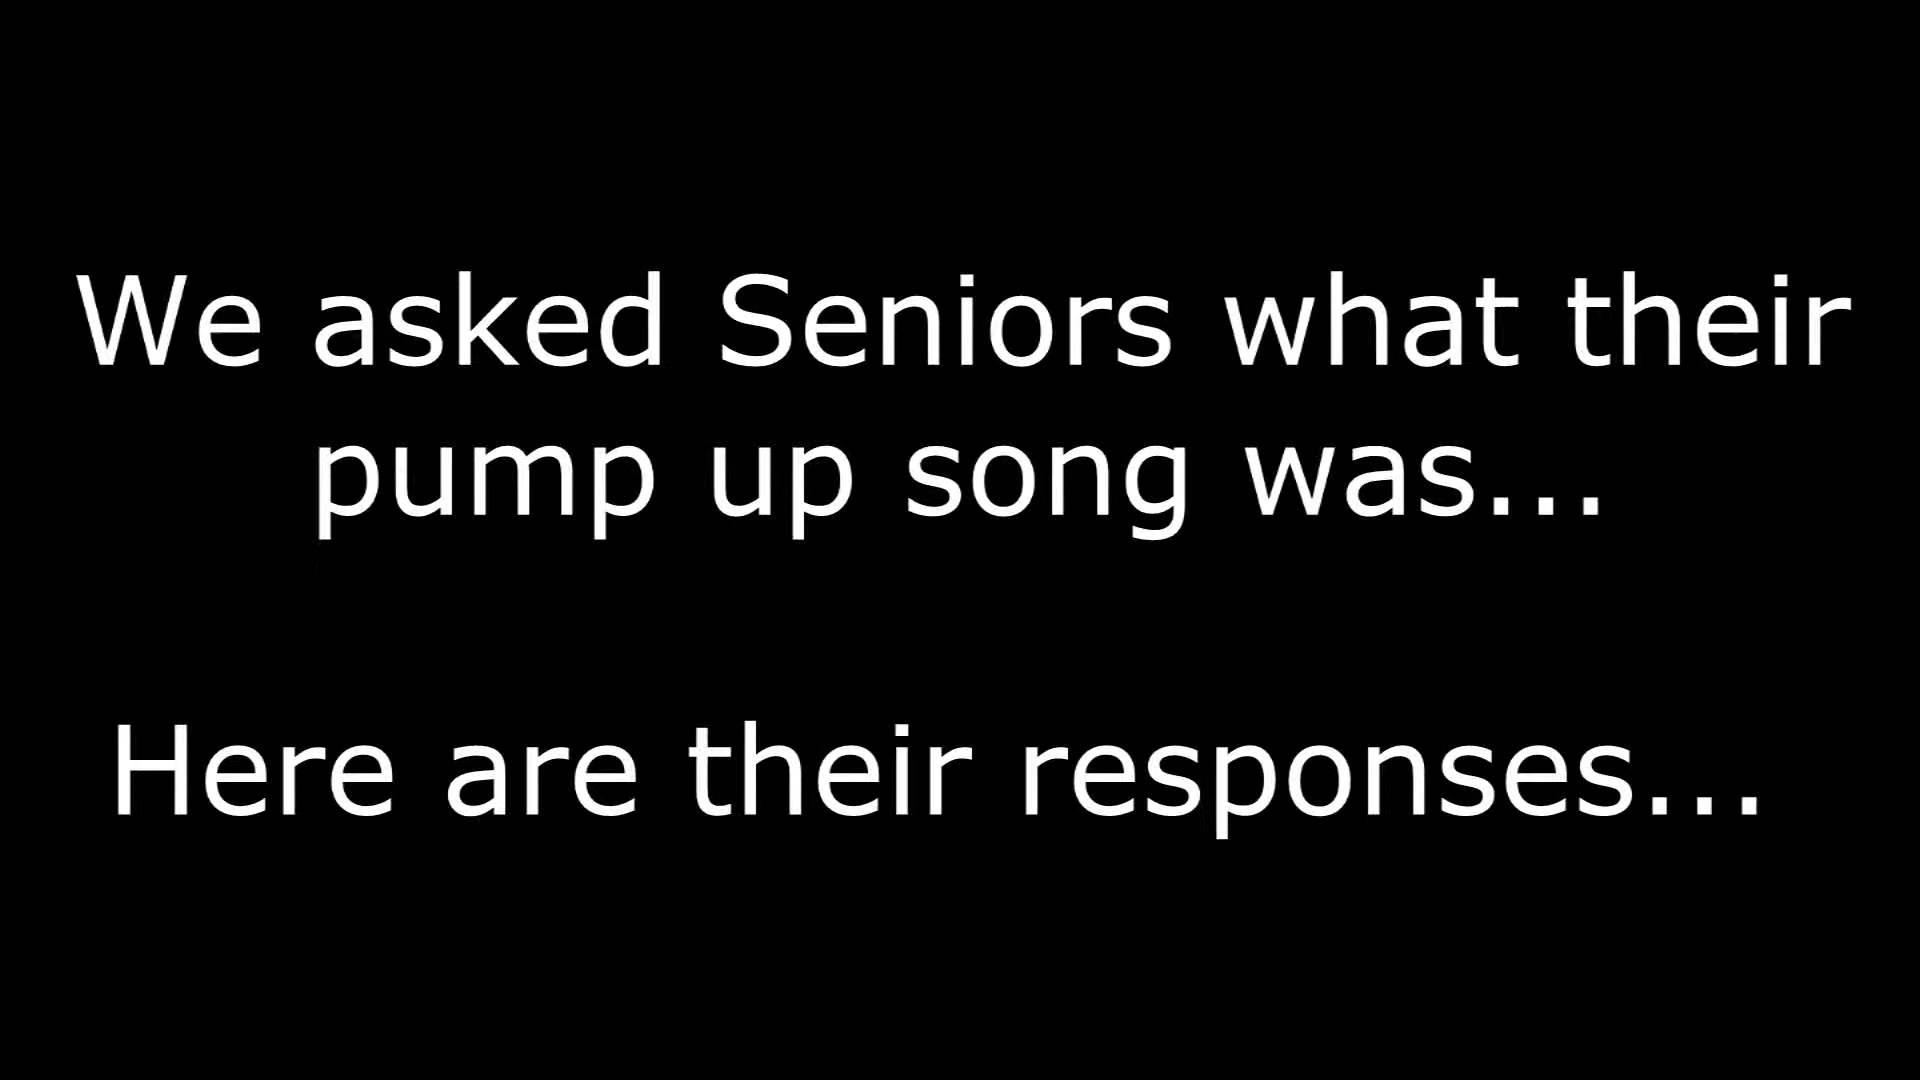 We asked Seniors what their
pump up song was...
Here are their responses...